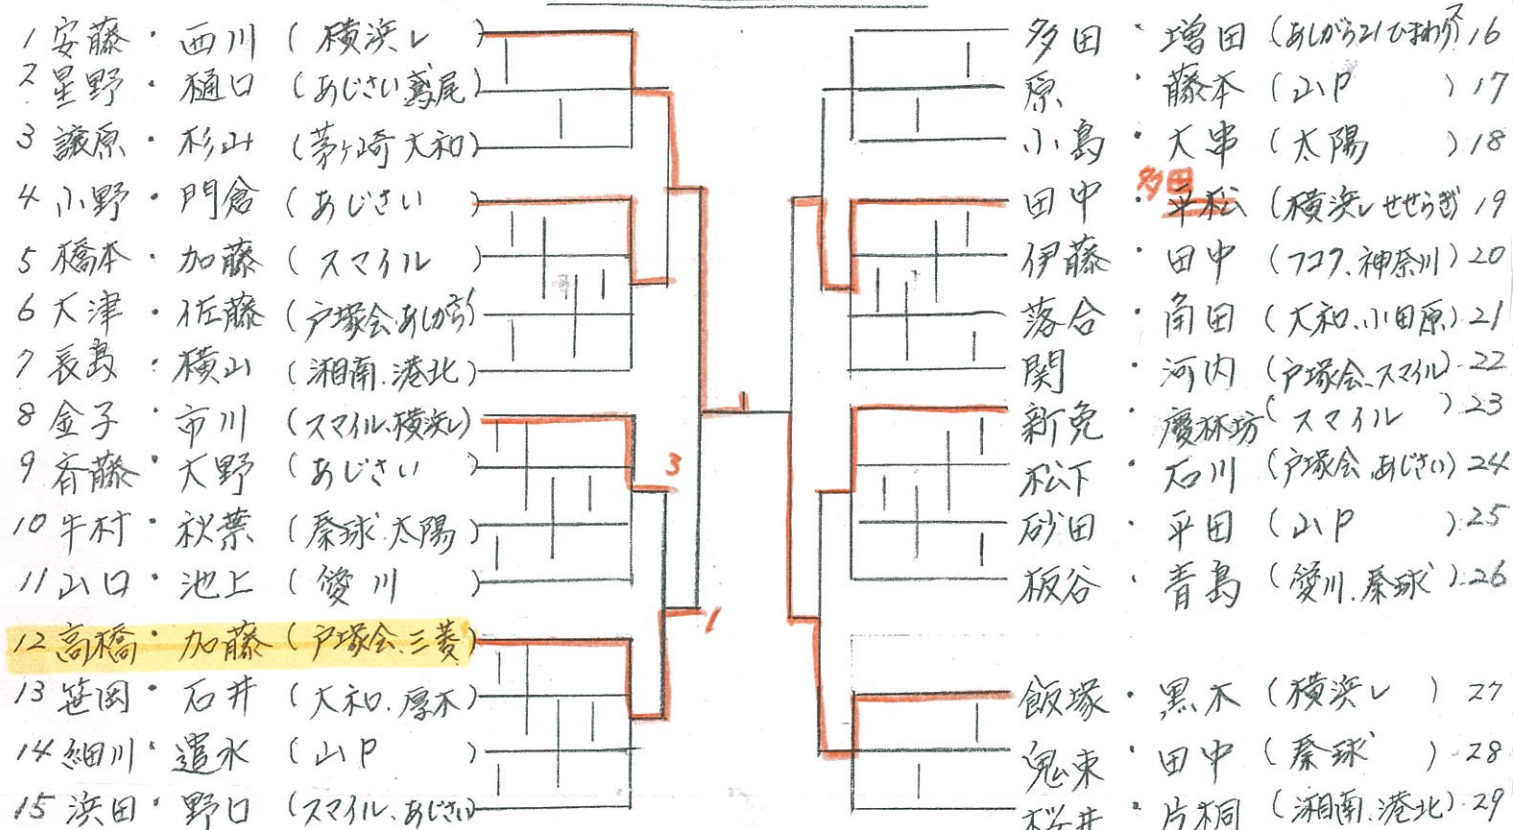 1 安藤・西川(横浜レ)
2 星野・樋口(あじさい鳶尾)
3 譲原・杉山(茅ヶ崎 大和)
4 小野・門倉(あじさい)
5 橋本・加藤(スマイル)
6 大津・佐藤(戸塚会、あしがら)
7 長島・横山(湘南、港北)
8 金子・市川(スマイル、横浜レ)
9 斉藤・大野(あじさい)
10 牛村・秋葉(秦球、太陽)
11 山口・池上(愛川)
12 高橋・加藤(戸塚会、三菱)
13 笹岡・石井(大和、厚木)
14 細川・遣水(山P)
15 浜田・野口(スマイル、あじさい)
3
1
1
多田・増田(あしがら21ひまわり) 16
原・藤本(山P) 17
小島・大串(太陽) 18
多田
田中・平松(横浜レ せせらぎ) 19
伊藤・田中(フコク、神奈川) 20
落合・角田(大和、小田原) 21
関・河内(戸塚会、スマイル) 22
新免・慶林坊(スマイル) 23
松下・石川(戸塚会 あじさい) 24
砂田・平田(山P) 25
板谷・青島(愛川、秦球) 26
飯塚・黒木(横浜レ) 27
鬼束・田中(秦球) 28
桜井・片桐(湘南、港北) 29